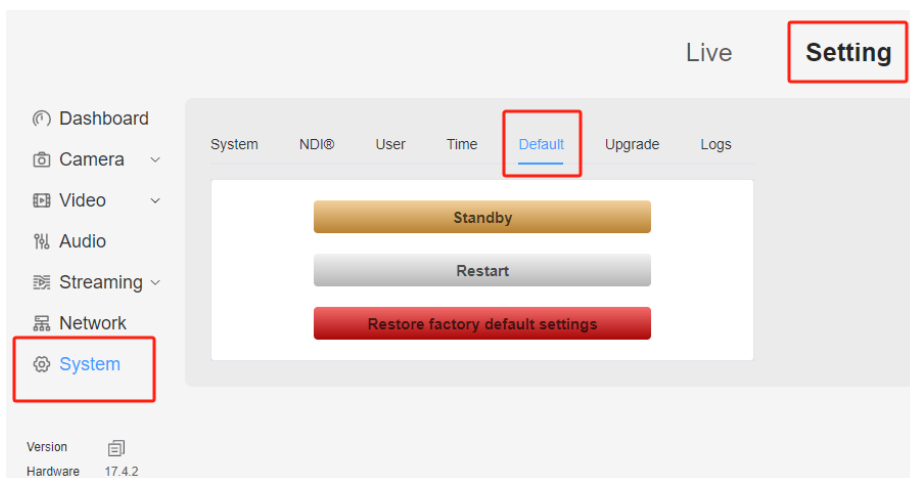 Live Setting
Dashboard
Camera
Video
Audio
Streaming
Network
System
System NDI® User Time Default Upgrade Logs
Standby
Restart
Restore factory default settings
Version
Hardware 17.4.2